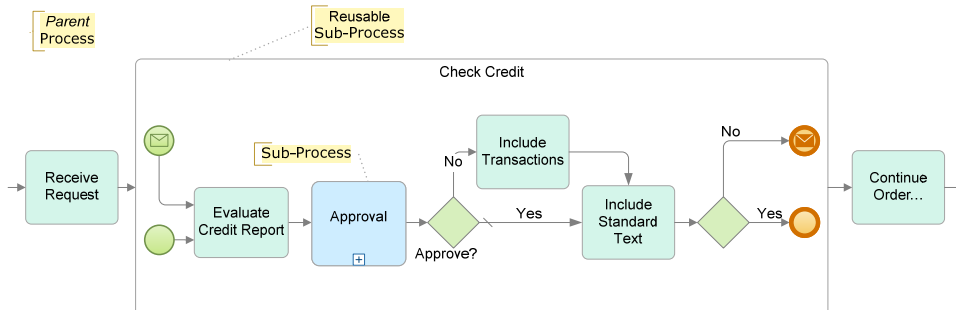 Parent
Process
Reusable
Sub-Process
Check Credit
Receive
Request
Evaluate
Credit Report
Sub-Process
Approval
No
Approve?
Yes
Include
Transactions
Include
Standard
Text
No
Yes
Continue
Order...